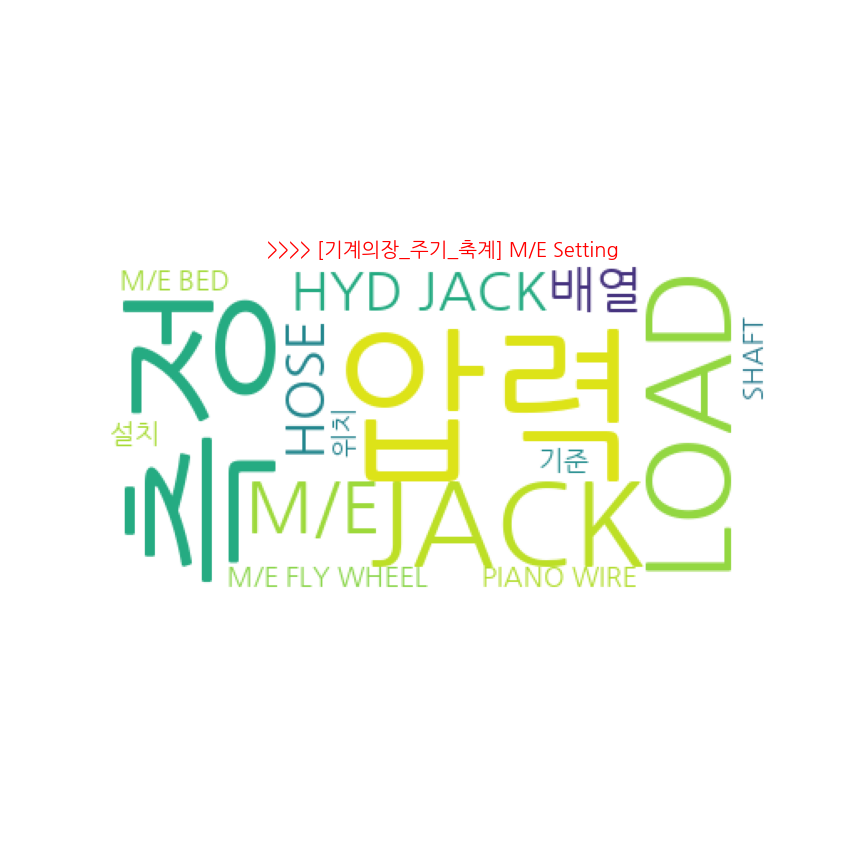 >>>> [기계의장_주기_축계] M/E Setting
M/E BED
HYD JACK
배열
측정
HOSE
압력
LOAD
SHAFT
설치
위치
기준
M/E
JACK
M/E FLY WHEEL
PIANO WIRE